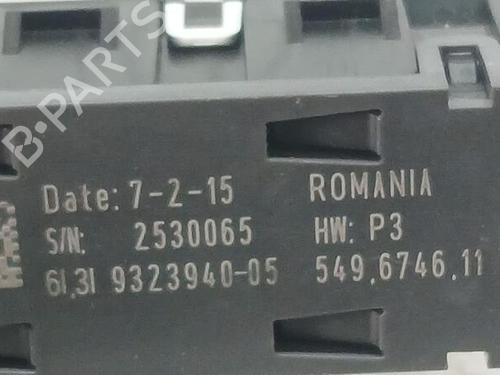 B-PARTS
Date: 7-2-15 ROMANIA
S/N: 2530065 HW: P3
61.31 9323940-05 549.6746.11